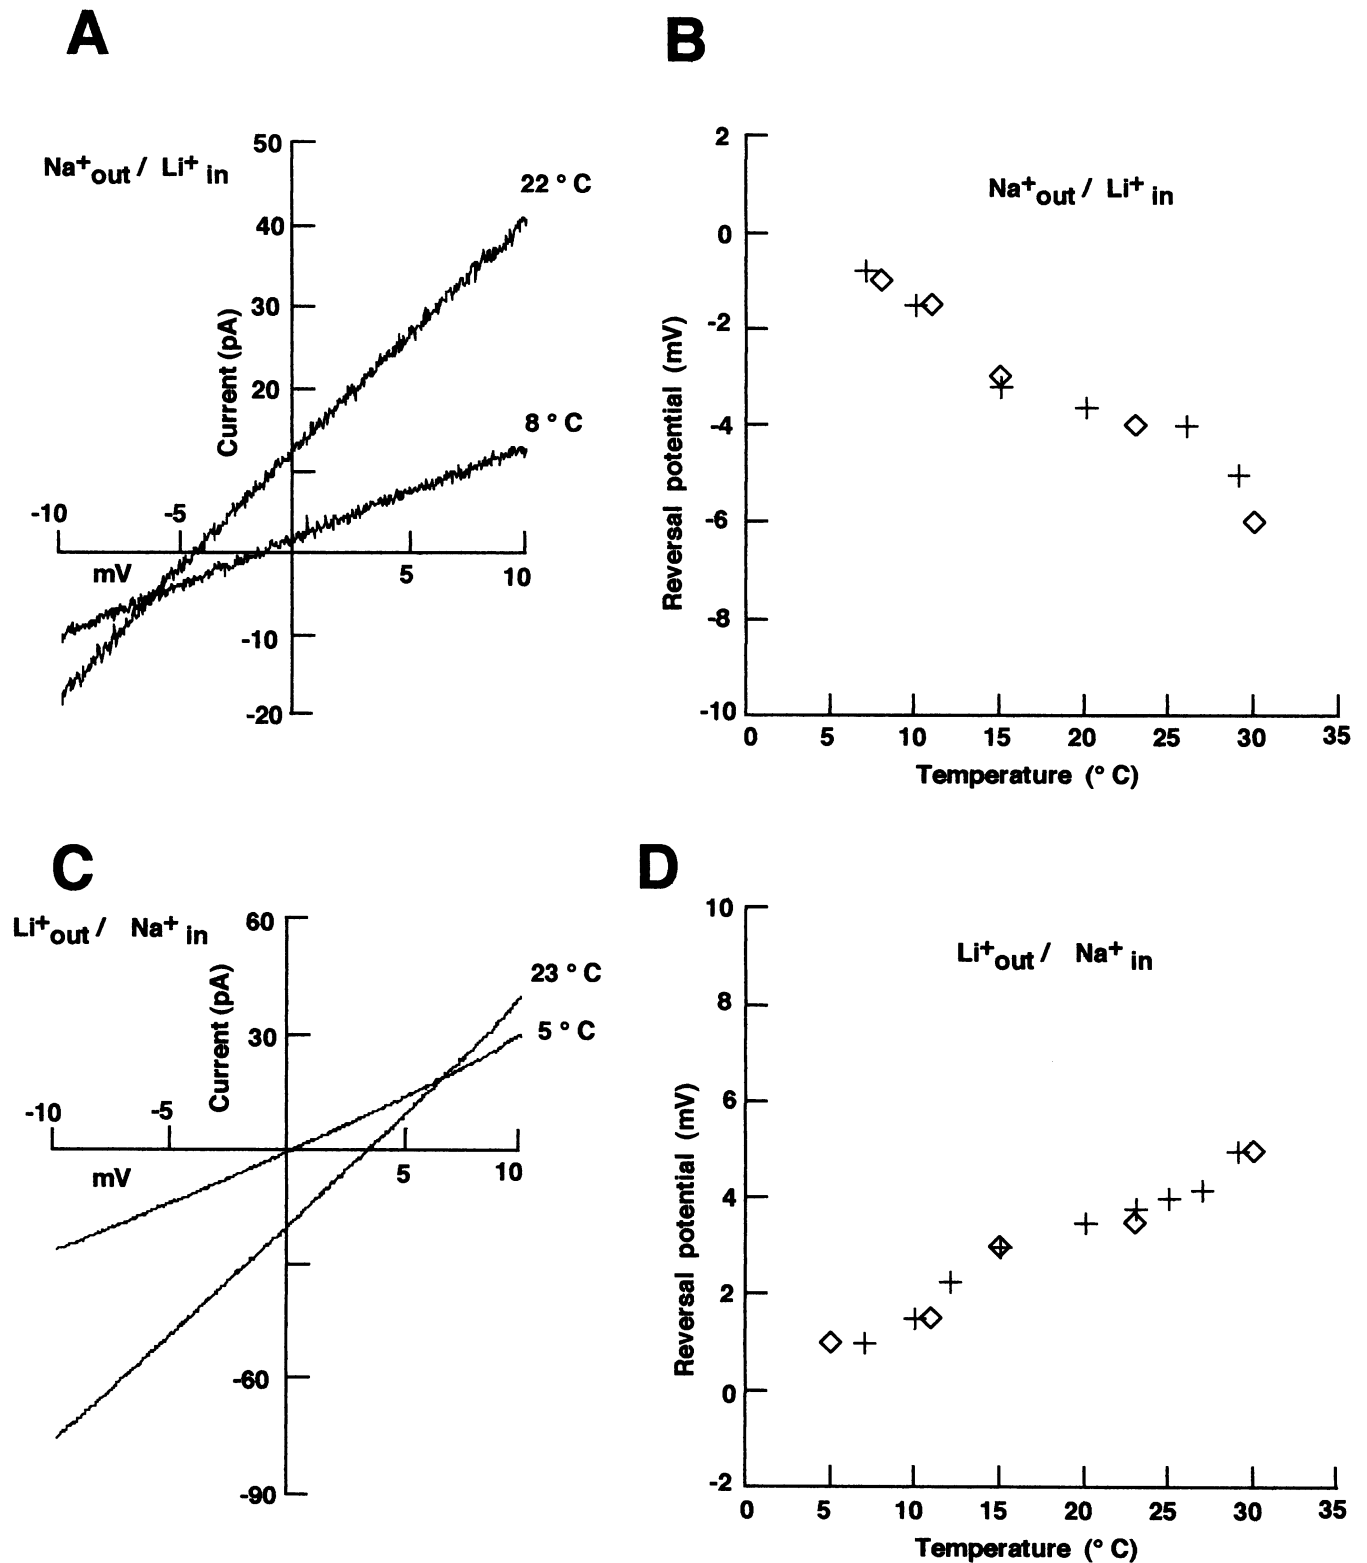 A
Na+out / Li+ in
Current (pA)
50
40
30
20
-10
-20
22 ° C
8 ° C
-10
-5
mV
5
10
B
Na+out / Li+ in
Reversal potential (mV)
2
0
-2
-4
-6
-8
-10
0 5 10 15 20 25 30 35
Temperature (° C)
C
Li+out / Na+ in
Current (pA)
60
30
-60
-90
23 ° C
5 ° C
-10
-5
mV
5
10
D
Li+out / Na+ in
Reversal potential (mV)
10
8
6
4
2
0
-2
0 5 10 15 20 25 30 35
Temperature (° C)